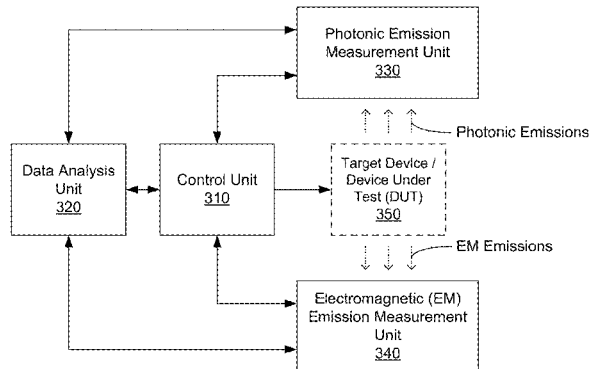 Photonic Emission
Measurement Unit
330
Photonic Emissions
Data Analysis
Unit
320
Control Unit
310
Target Device /
Device Under
Test (DUT)
350
EM Emissions
Electromagnetic (EM)
Emission Measurement
Unit
340